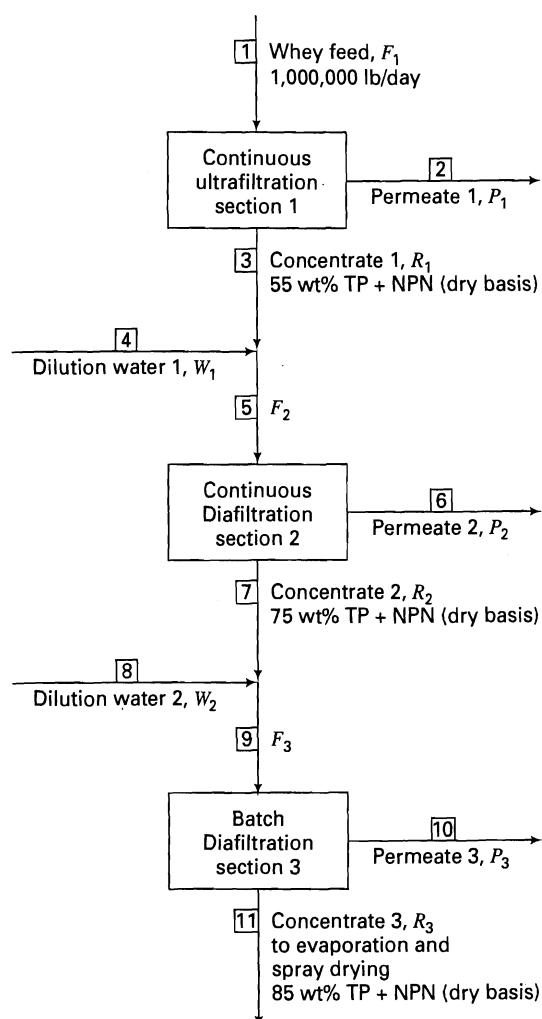 1
Whey feed, F₁
1,000,000 lb/day
Continuous
ultrafiltration
section 1
2
Permeate 1, P₁
3
Concentrate 1, R₁
55 wt% TP + NPN (dry basis)
4
Dilution water 1, W₁
5
F₂
Continuous
Diafiltration
section 2
6
Permeate 2, P₂
7
Concentrate 2, R₂
75 wt% TP + NPN (dry basis)
8
Dilution water 2, W₂
9
F₃
Batch
Diafiltration
section 3
10
Permeate 3, P₃
11
Concentrate 3, R₃
to evaporation and
spray drying
85 wt% TP + NPN (dry basis)